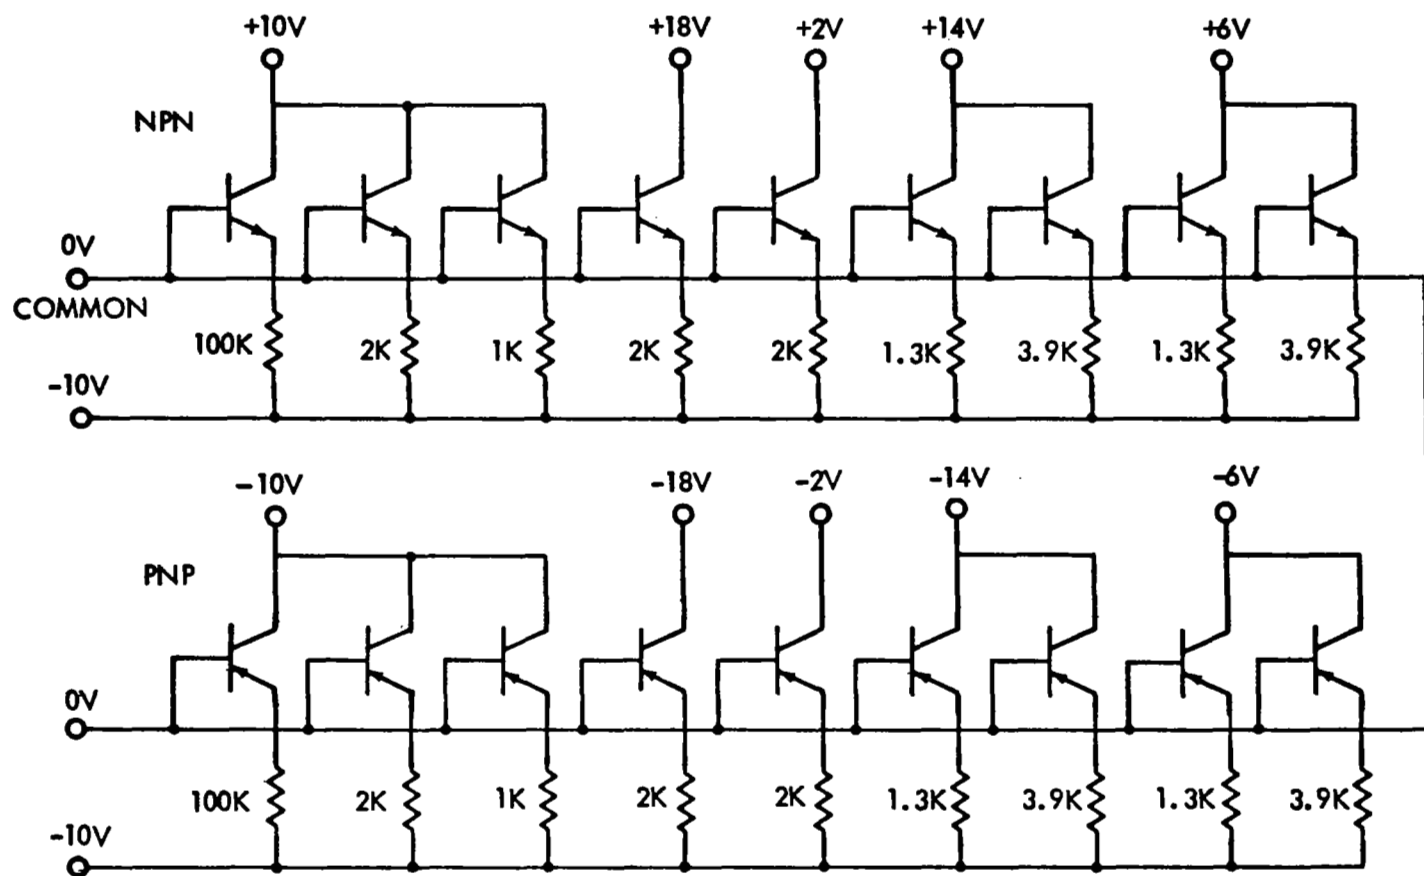 +10V +18V +2V +14V +6V
NPN
0V
COMMON
100K 2K 1K 2K 2K 1.3K 3.9K 1.3K 3.9K
-10V
-10V -18V -2V -14V -6V
PNP
0V
100K 2K 1K 2K 2K 1.3K 3.9K 1.3K 3.9K
-10V